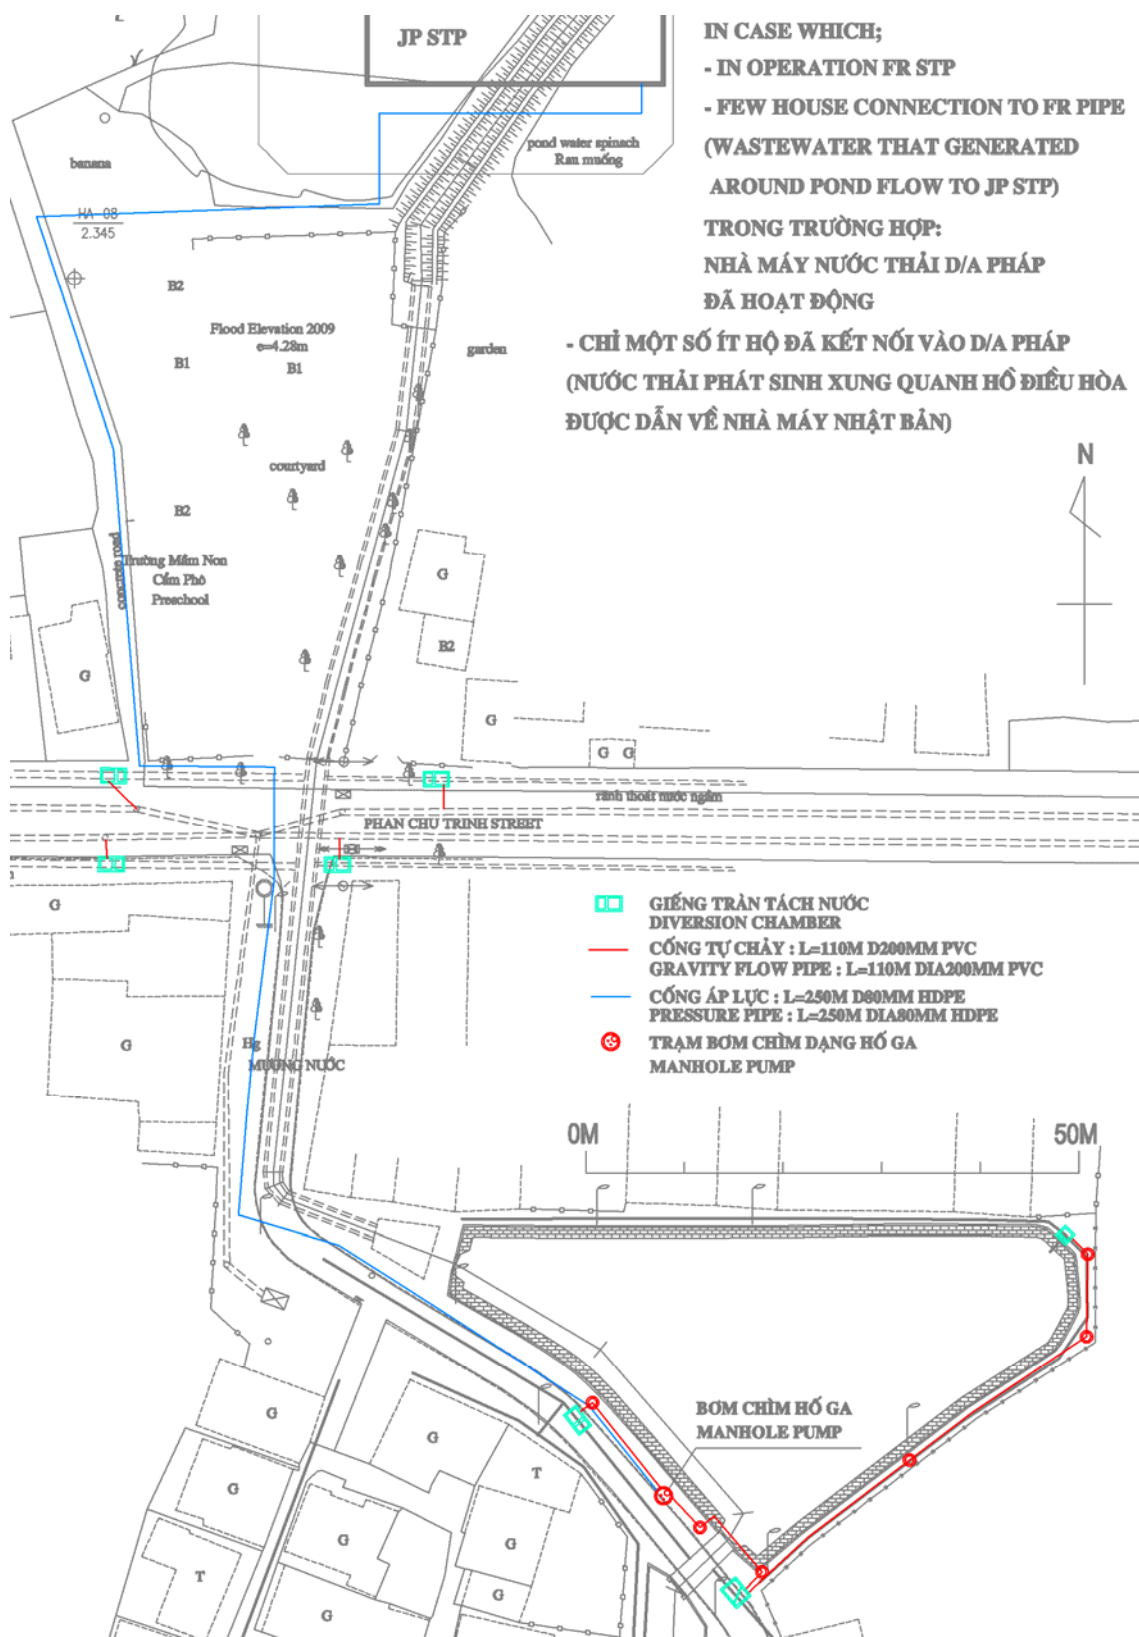 JP STP
IN CASE WHICH;
- IN OPERATION FR STP
- FEW HOUSE CONNECTION TO FR PIPE
(WASTEWATER THAT GENERATED
AROUND POND FLOW TO JP STP)
TRONG TRƯỜNG HỢP:
NHÀ MÁY NƯỚC THẢI D/A PHÁP
ĐÃ HOẠT ĐỘNG
- CHỈ MỘT SỐ ÍT HỘ ĐÃ KẾT NỐI VÀO D/A PHÁP
(NƯỚC THẢI PHÁT SINH XUNG QUANH HỒ ĐIỀU HÒA
ĐƯỢC DẪN VỀ NHÀ MÁY NHẬT BẢN)
pond water spinach
Rau muống
banana
HA-08
2.345
B2
Flood Elevation 2009
e=4.28m
B1
B1
garden
courtyard
N
B2
concrete road
Trường Mầm Non
Cẩm Phô
Preschool
G
B2
G
G
G G
rãnh thoát nước ngầm
PHAN CHU TRINH STREET
G
GIẾNG TRÀN TÁCH NƯỚC
DIVERSION CHAMBER
CỐNG TỰ CHẢY : L=110M D200MM PVC
GRAVITY FLOW PIPE : L=110M DIA200MM PVC
CỐNG ÁP LỰC : L=250M D80MM HDPE
PRESSURE PIPE : L=250M DIA80MM HDPE
TRẠM BƠM CHÌM DẠNG HỐ GA
MANHOLE PUMP
G
Hg
MƯƠNG NƯỚC
0M
50M
BƠM CHÌM HỐ GA
MANHOLE PUMP
G
G
T
G
G
G
T
G
G